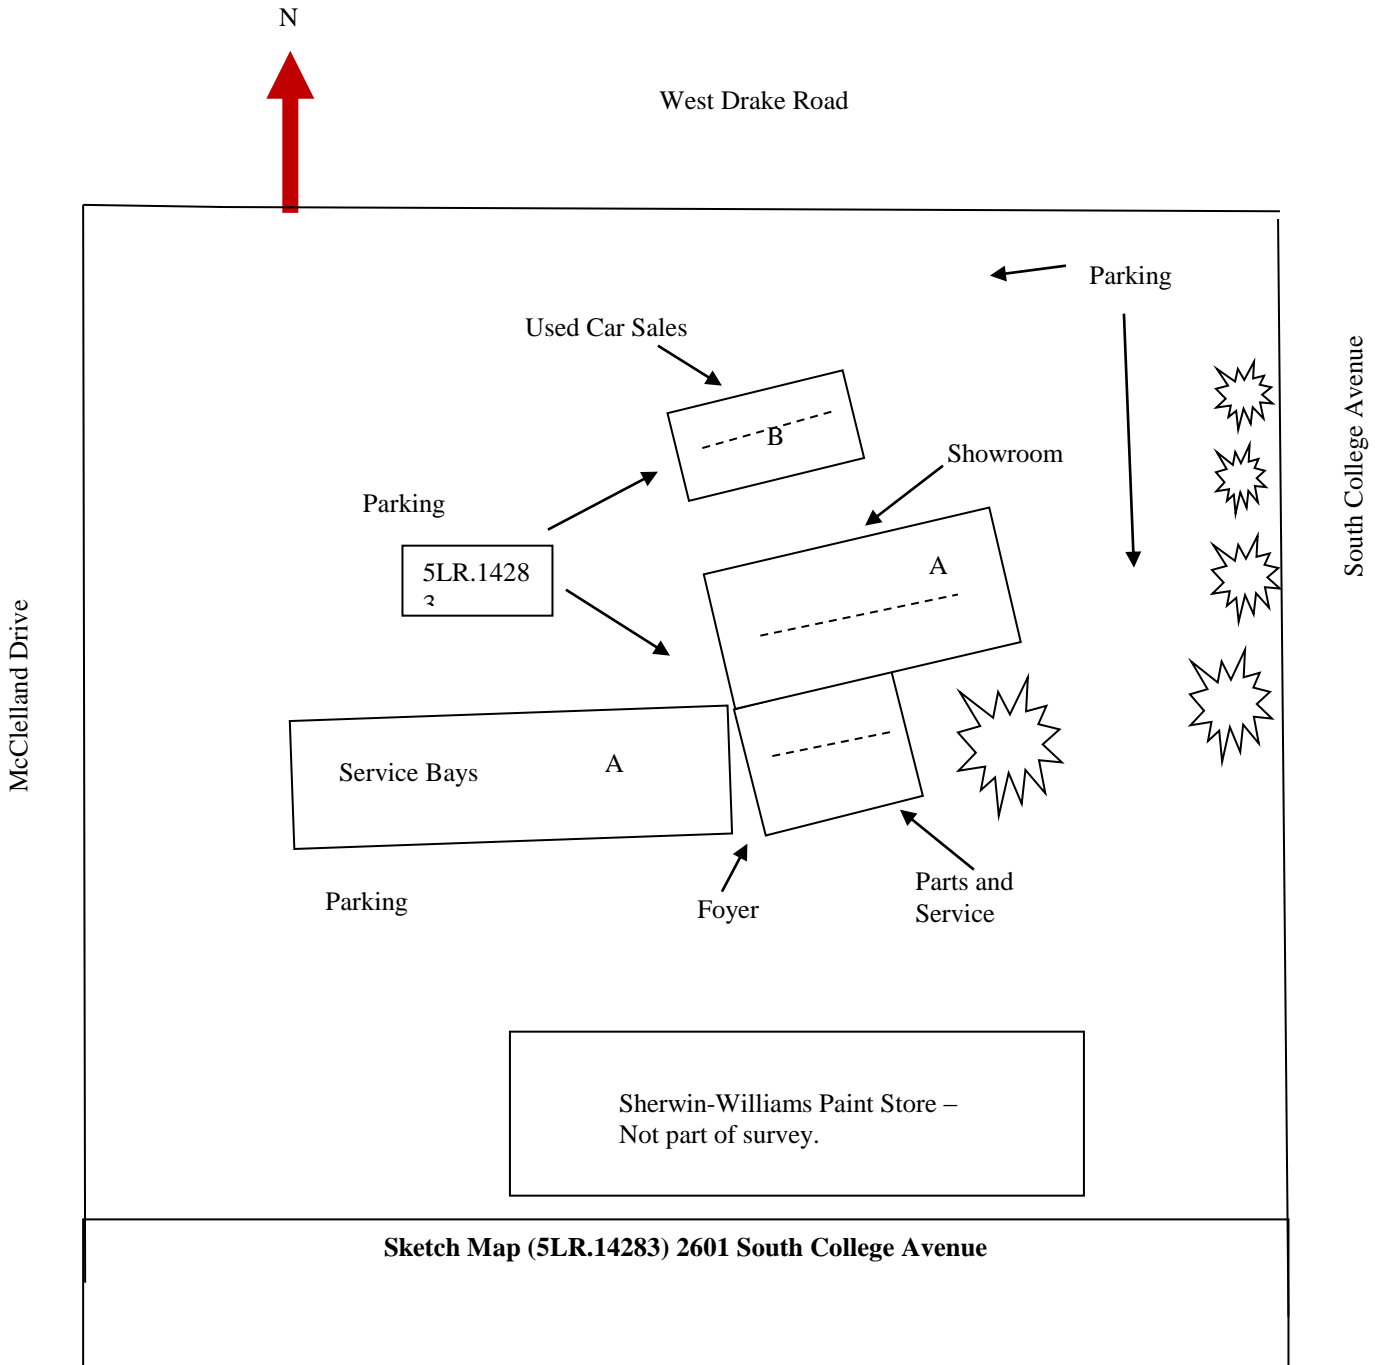 N
West Drake Road
Parking
Used Car Sales
South College Avenue
B
Showroom
Parking
A
5LR.1428
3
McClelland Drive
A
Service Bays
Parts and
Service
Parking
Foyer
Sherwin-Williams Paint Store –
Not part of survey.
Sketch Map (5LR.14283) 2601 South College Avenue